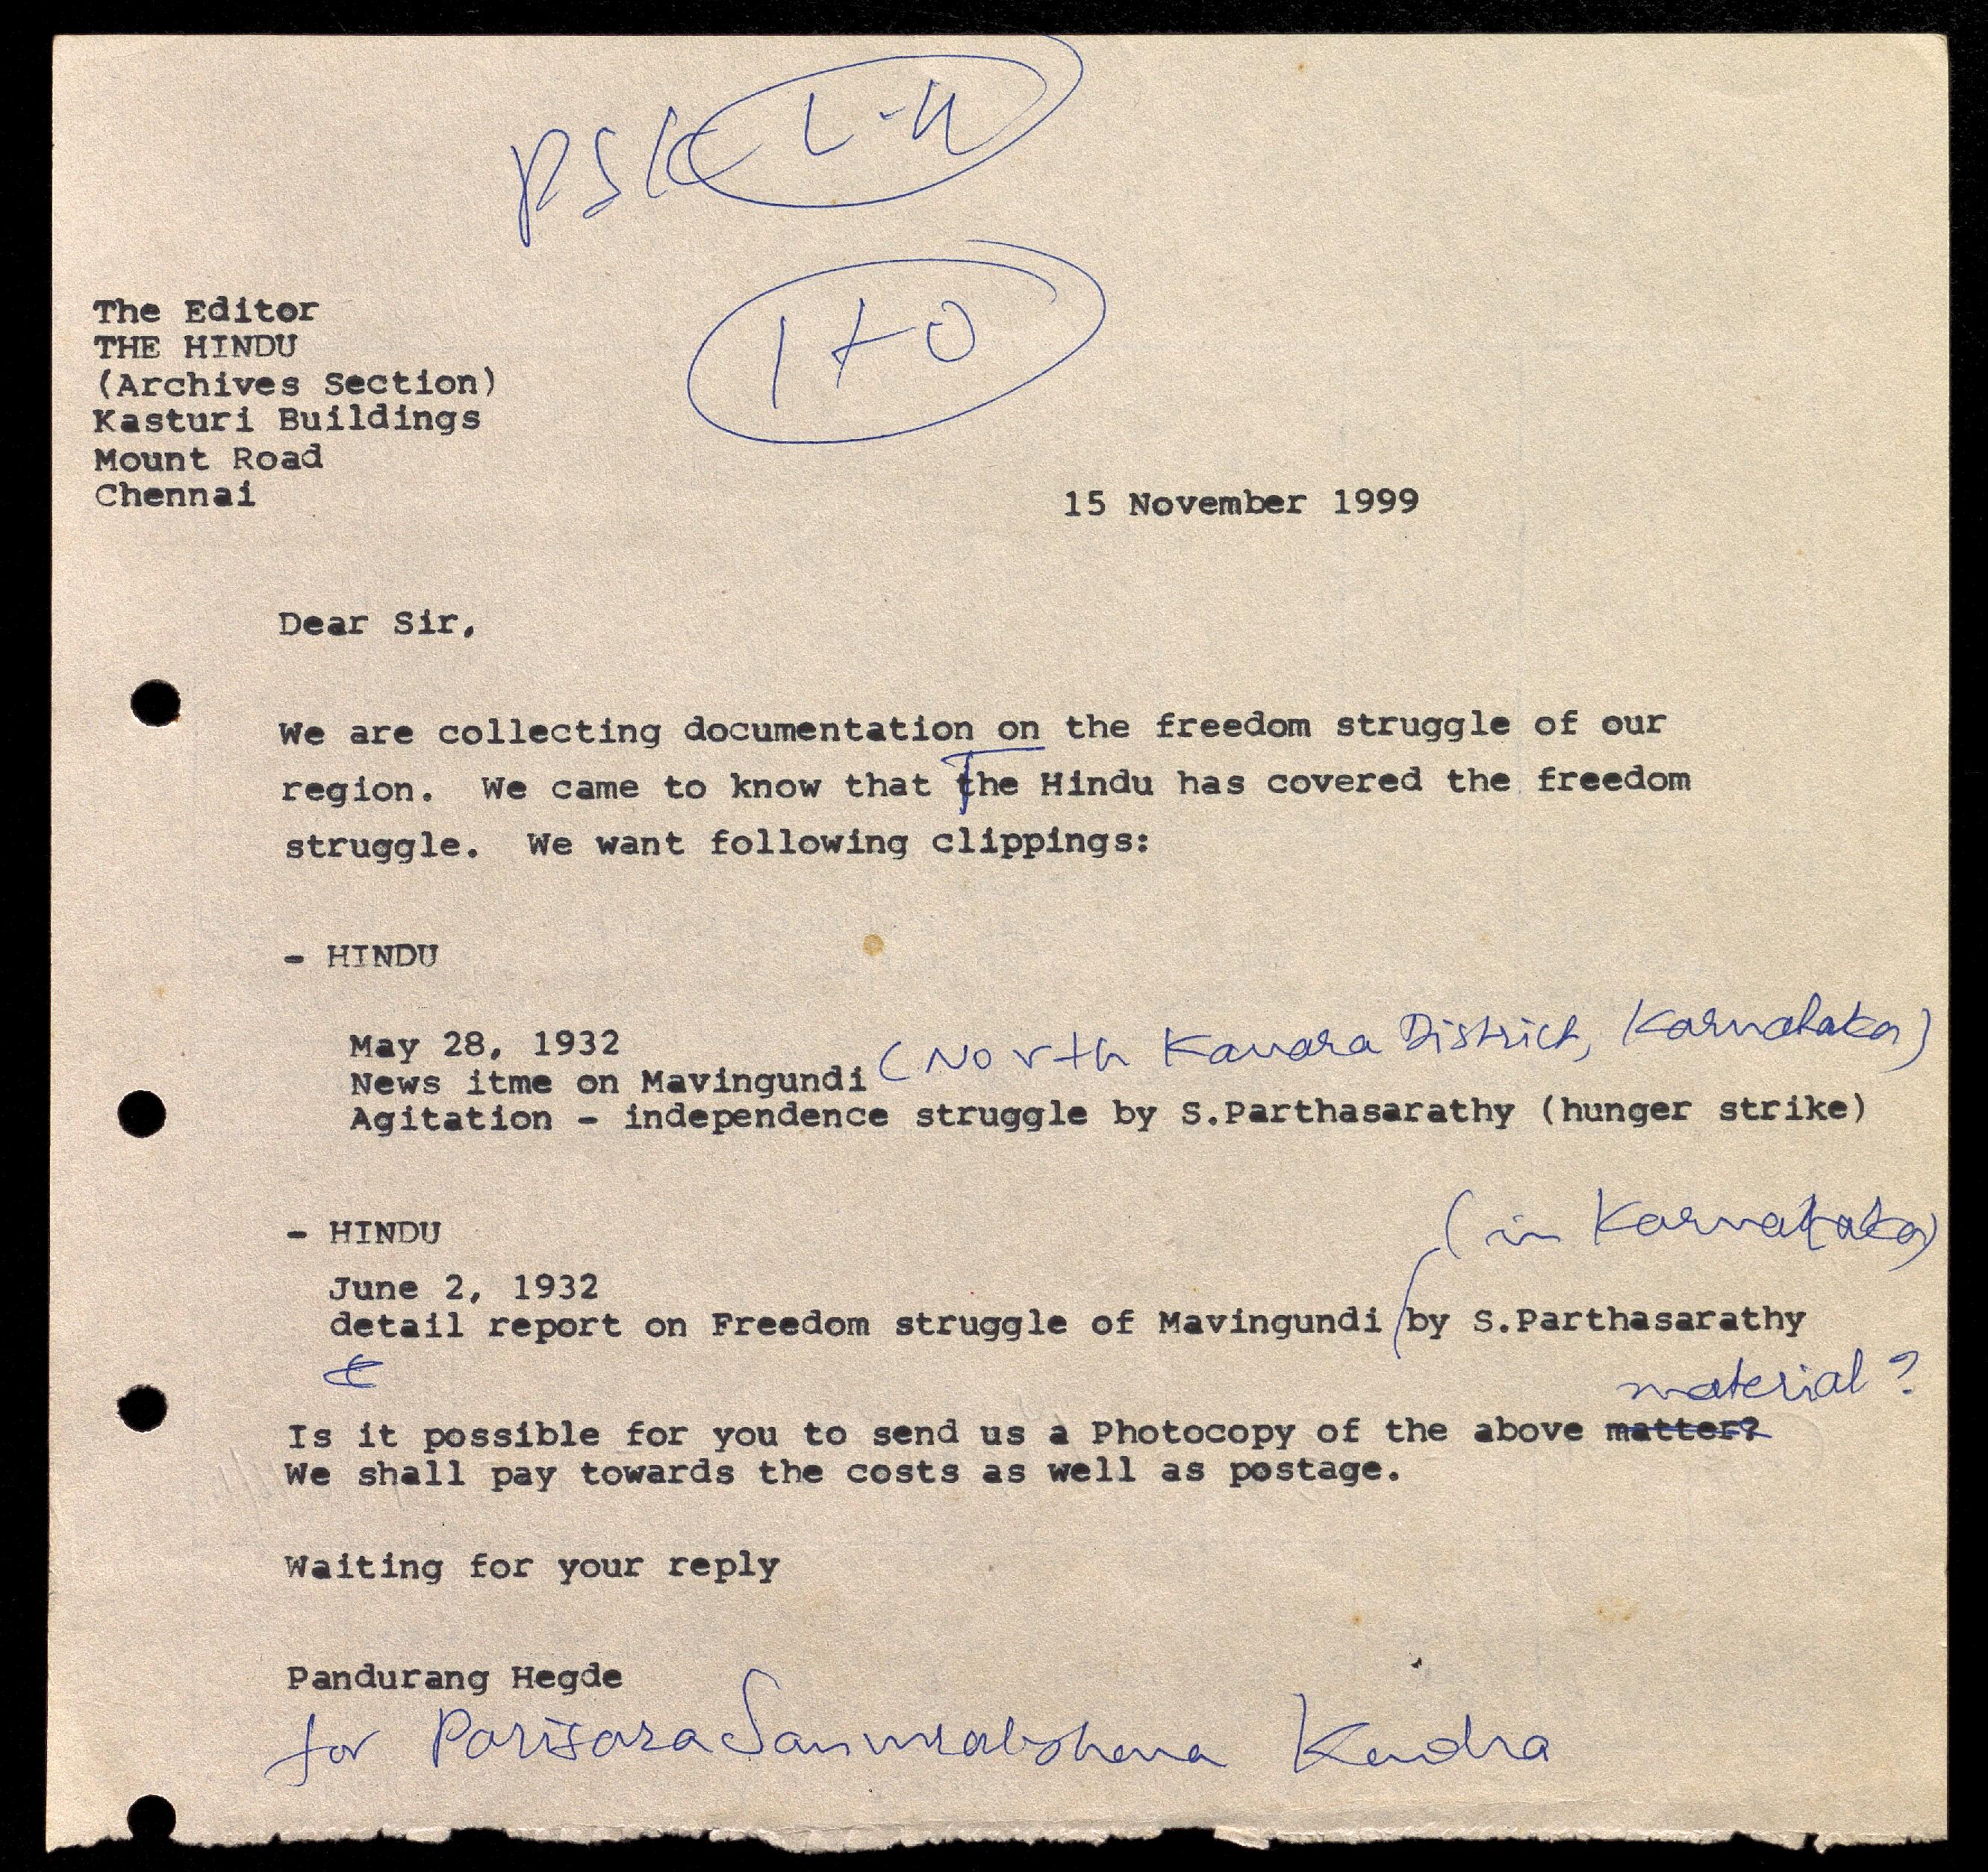 PSK L-H
1+0
The Editor
THE HINDU
(Archives Section)
Kasturi Buildings
Mount Road
Chennai
15 November 1999
Dear Sir,
We are collecting documentation on the freedom struggle of our
region. We came to know that The Hindu has covered the freedom
struggle. We want following clippings:
- HINDU
May 28, 1932
News itme on Mavingundi (North Kanara District, Karnataka)
Agitation - independence struggle by S.Parthasarathy (hunger strike)
- HINDU
(in Karnataka)
June 2, 1932
detail report on Freedom struggle of Mavingundi by S.Parthasarathy
material?
Is it possible for you to send us a Photocopy of the above matter?
We shall pay towards the costs as well as postage.
Waiting for your reply
Pandurang Hegde
for Parisara Samrakshana Kendra